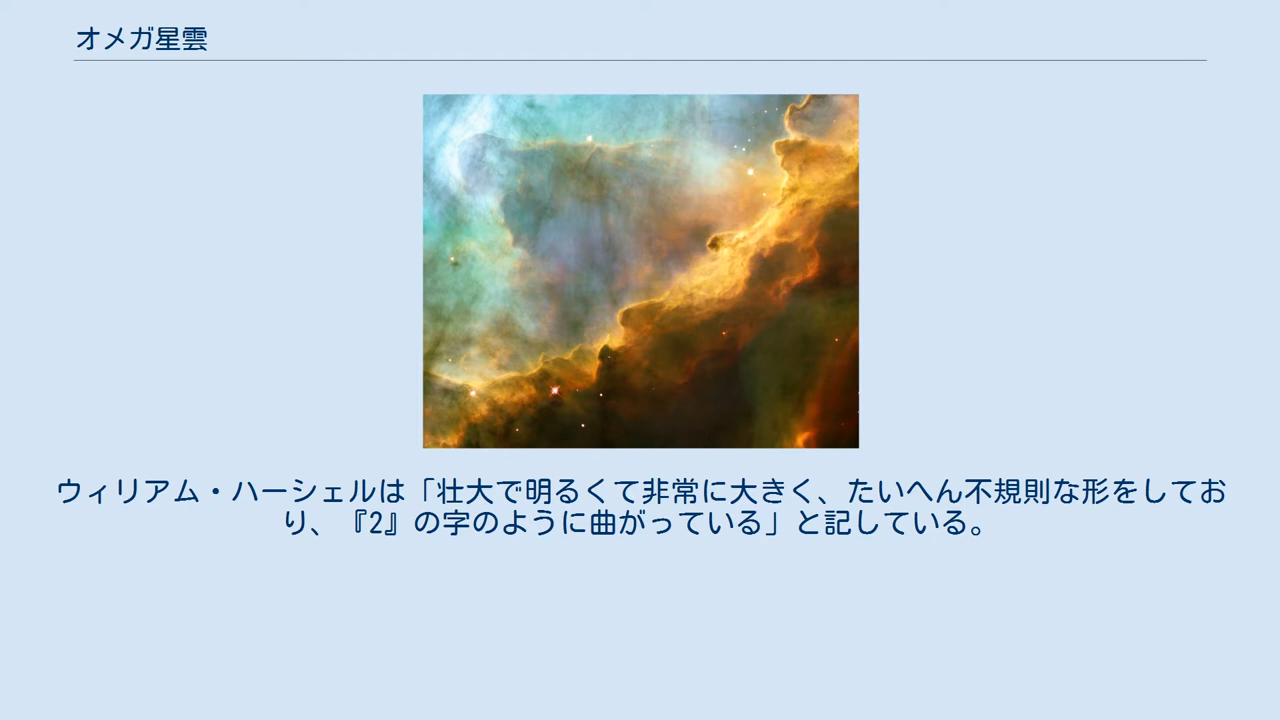 オメガ星雲
ウィリアム・ハーシェルは「壮大で明るくて非常に大きく、たいへん不規則な形をしてお
り、『2』の字のように曲がっている」と記している。